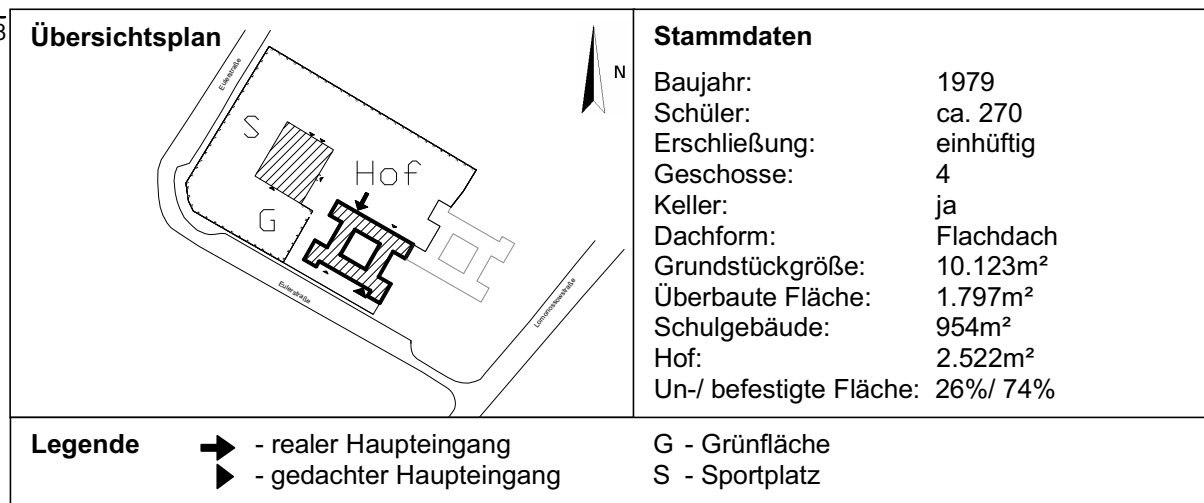 3
Übersichtsplan
Eulerstraße
N
S
Hof
G
Eulerstraße
Lomonossowstraße
Stammdaten
Baujahr: 1979
Schüler: ca. 270
Erschließung: einhüftig
Geschosse: 4
Keller: ja
Dachform: Flachdach
Grundstückgröße: 10.123m²
Überbaute Fläche: 1.797m²
Schulgebäude: 954m²
Hof: 2.522m²
Un-/ befestigte Fläche: 26%/ 74%
Legende
- realer Haupteingang
- gedachter Haupteingang
G - Grünfläche
S - Sportplatz